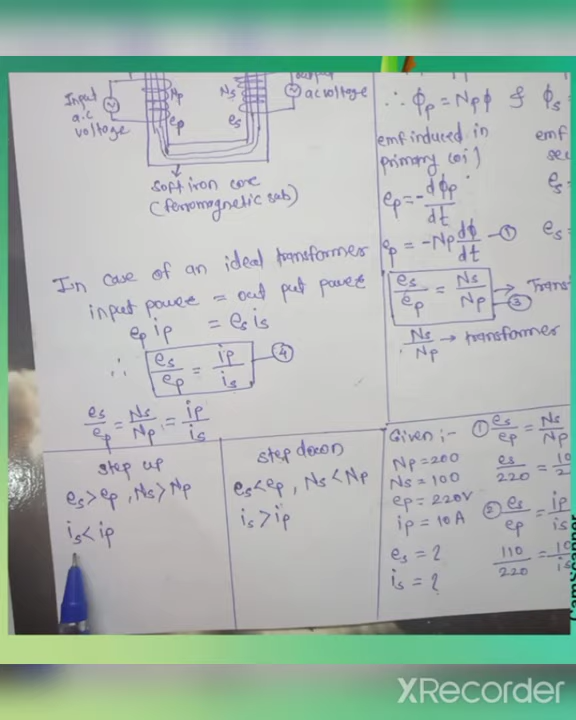 Input
a.c
voltage
Np
ep
Ns
es
ac voltage
soft iron core
(ferromagnetic sub)
In case of an ideal transformer
input power = out put power
ep ip = es is
∴ es/ep = ip/is ④
es/ep = Ns/Np = ip/is
step up
es > ep , Ns > Np
is < ip
step down
es < ep , Ns < Np
is > ip
∴ ϕp = Npϕ & ϕs =
emf induced in
primary coil
ep = -dϕp/dt
ep = -Np dϕ/dt ①
emf
es =
es =
es/ep = Ns/Np ③
Ns/Np → transformer
Given :-
Np = 200
Ns = 100
ep = 220V
ip = 10 A
es = ?
is = ?
① es/ep = Ns/Np
es/220 =
② es/ep = ip/is
110/220 = 10/is
CamScanner
XRecorder